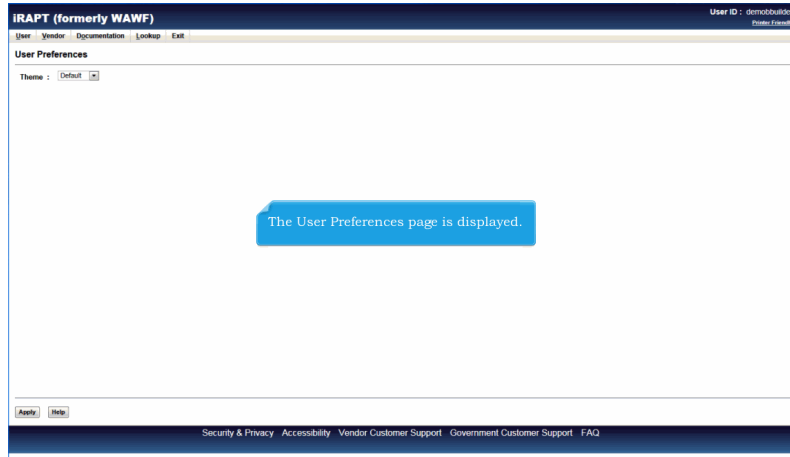 iRAPT (formerly WAWF)
User ID : demobbuilde
Printer Friendl
User Vendor Documentation Lookup Exit
User Preferences
Theme : Default
The User Preferences page is displayed.
Apply Help
Security & Privacy Accessibility Vendor Customer Support Government Customer Support FAQ